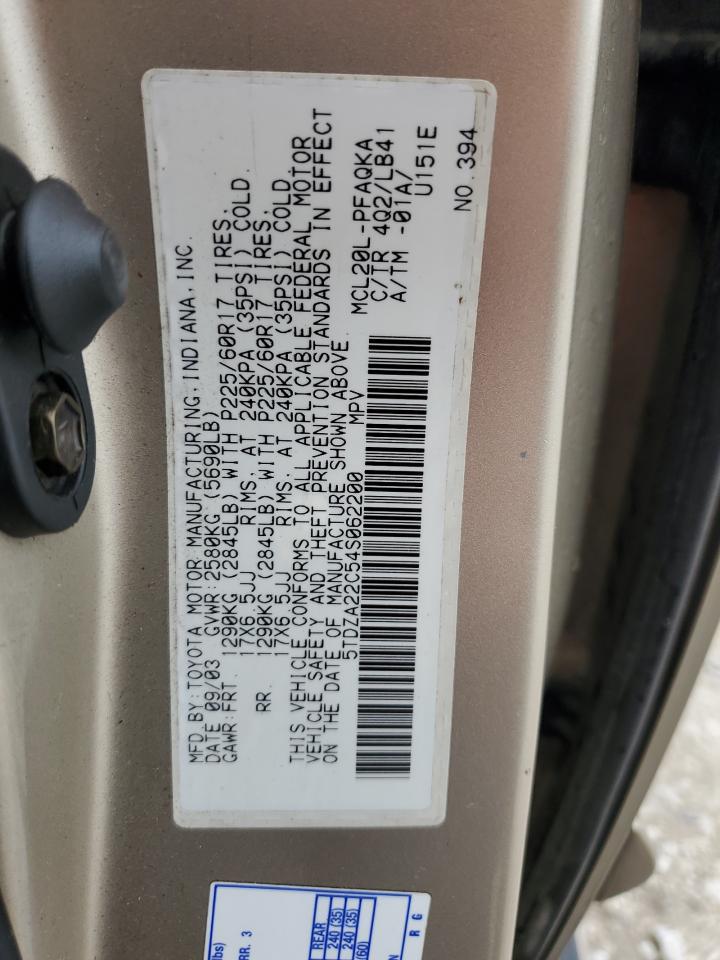 MFD BY:TOYOTA MOTOR MANUFACTURING,INDIANA,INC.
DATE 09/03 GVWR:2580KG (5690LB)
GAWR:FRT. 1290KG (2845LB) WITH P225/60R17 TIRES,
17X6.5JJ RIMS. AT 240KPA (35PSI) COLD.
RR. 1290KG (2845LB) WITH P225/60R17 TIRES,
17X6.5JJ RIMS. AT 240KPA (35PSI) COLD.
THIS VEHICLE CONFORMS TO ALL APPLICABLE FEDERAL MOTOR
VEHICLE SAFETY AND THEFT PREVENTION STANDARDS IN EFFECT
ON THE DATE OF MANUFACTURE SHOWN ABOVE.
5TDZA22C54S062200 MPV
MCL20L-PFAQKA
C/TR 4Q2/LB41
A/TM -01A/
U151E
NO.394
lbs)
RR. 3
REAR
240 (35)
240 (35)
(60)
R G